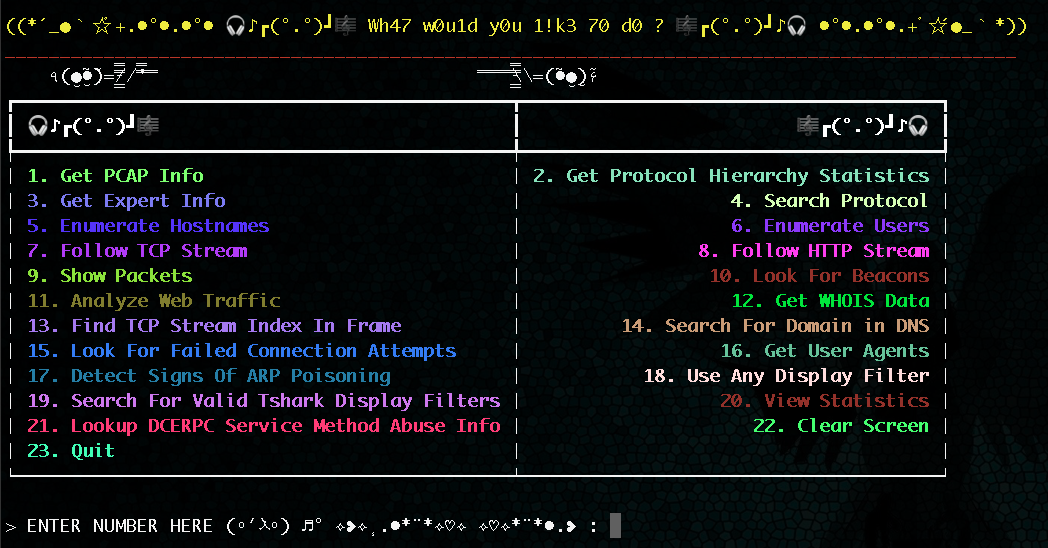 ((*´_●｀☆+.●°●.●°● 🎧♪┏(°.°)┛🎼 Wh47 w0u1d y0u 1!k3 70 d0 ? 🎼┏(°.°)┛♪🎧 ●°●.●°●.+ﾟ☆●_｀*))
🎧♪┏(°.°)┛🎼 🎼┏(°.°)┛♪🎧
1. Get PCAP Info 2. Get Protocol Hierarchy Statistics
3. Get Expert Info 4. Search Protocol
5. Enumerate Hostnames 6. Enumerate Users
7. Follow TCP Stream 8. Follow HTTP Stream
9. Show Packets 10. Look For Beacons
11. Analyze Web Traffic 12. Get WHOIS Data
13. Find TCP Stream Index In Frame 14. Search For Domain in DNS
15. Look For Failed Connection Attempts 16. Get User Agents
17. Detect Signs Of ARP Poisoning 18. Use Any Display Filter
19. Search For Valid Tshark Display Filters 20. View Statistics
21. Lookup DCERPC Service Method Abuse Info 22. Clear Screen
23. Quit
> ENTER NUMBER HERE (◦′ᆺ◦) ♬° ✧❥✧¸.●*¨*✧♡✧ ✧♡✧*¨*●.❥ :